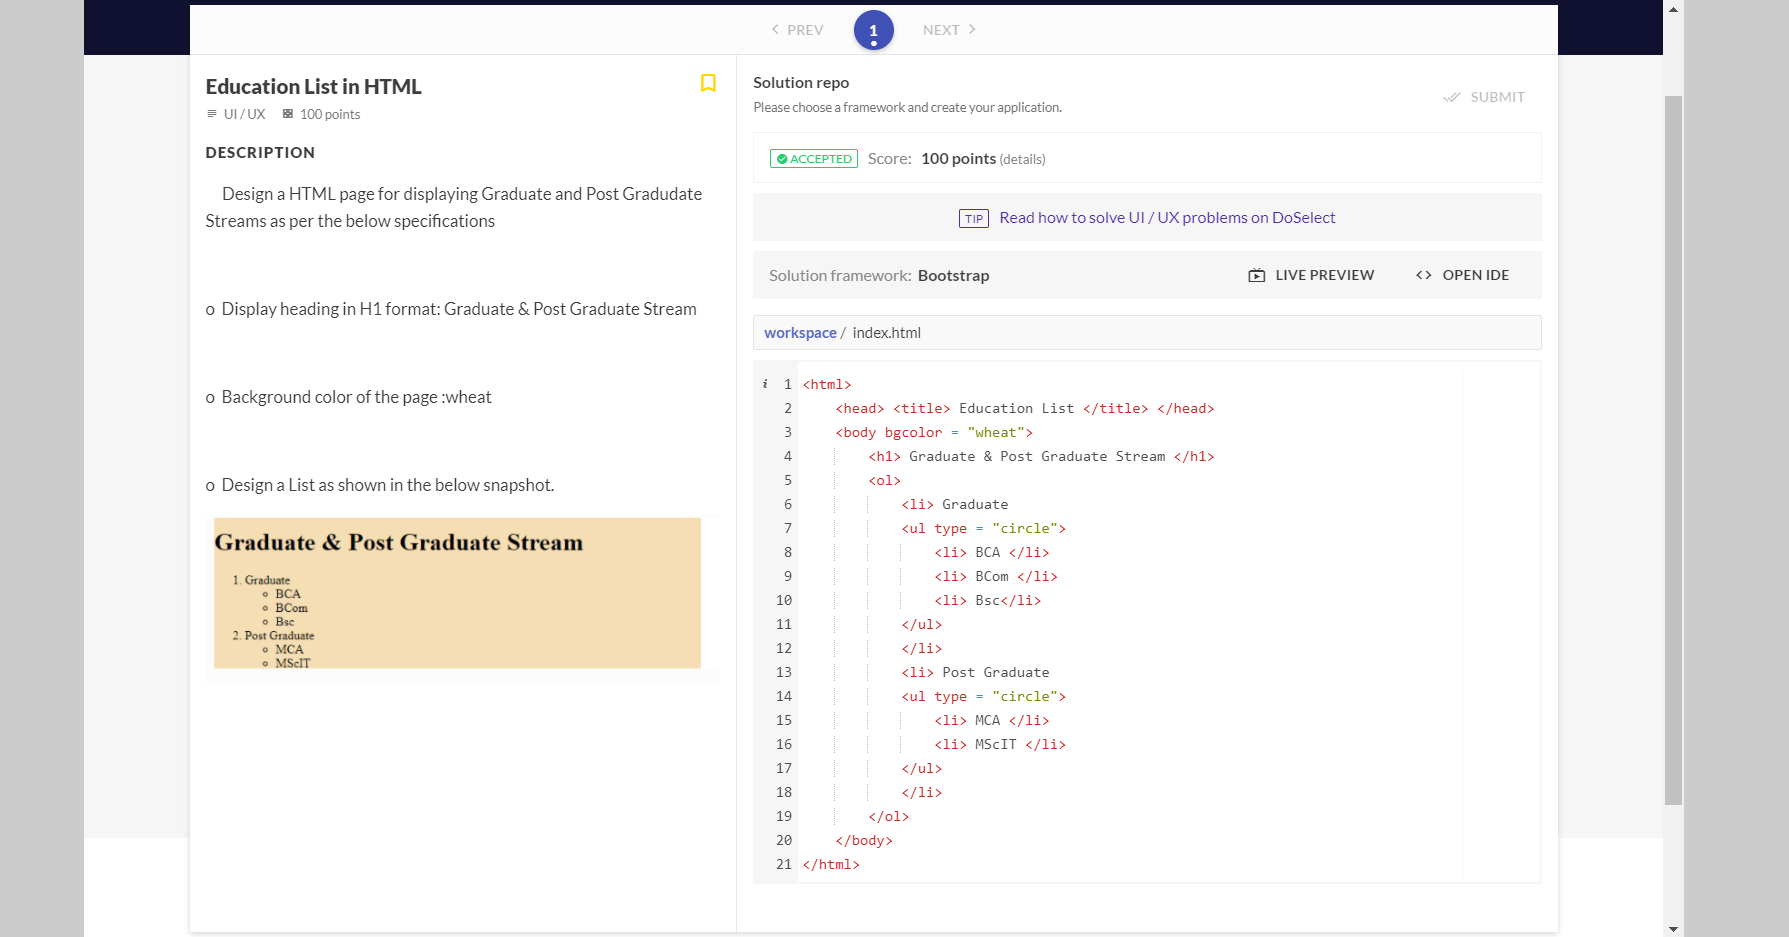 PREV
1
NEXT
Education List in HTML
UI / UX 100 points
DESCRIPTION
Design a HTML page for displaying Graduate and Post Gradudate
Streams as per the below specifications
o Display heading in H1 format: Graduate & Post Graduate Stream
o Background color of the page :wheat
o Design a List as shown in the below snapshot.
Graduate & Post Graduate Stream
1. Graduate
BCA
BCom
Bsc
2. Post Graduate
MCA
MScIT
Solution repo
Please choose a framework and create your application.
SUBMIT
ACCEPTED Score: 100 points (details)
TIP Read how to solve UI / UX problems on DoSelect
Solution framework: Bootstrap
LIVE PREVIEW
OPEN IDE
workspace / index.html
i 1 <html>
2 <head> <title> Education List </title> </head>
3 <body bgcolor = "wheat">
4 <h1> Graduate & Post Graduate Stream </h1>
5 <ol>
6 <li> Graduate
7 <ul type = "circle">
8 <li> BCA </li>
9 <li> BCom </li>
10 <li> Bsc</li>
11 </ul>
12 </li>
13 <li> Post Graduate
14 <ul type = "circle">
15 <li> MCA </li>
16 <li> MScIT </li>
17 </ul>
18 </li>
19 </ol>
20 </body>
21 </html>